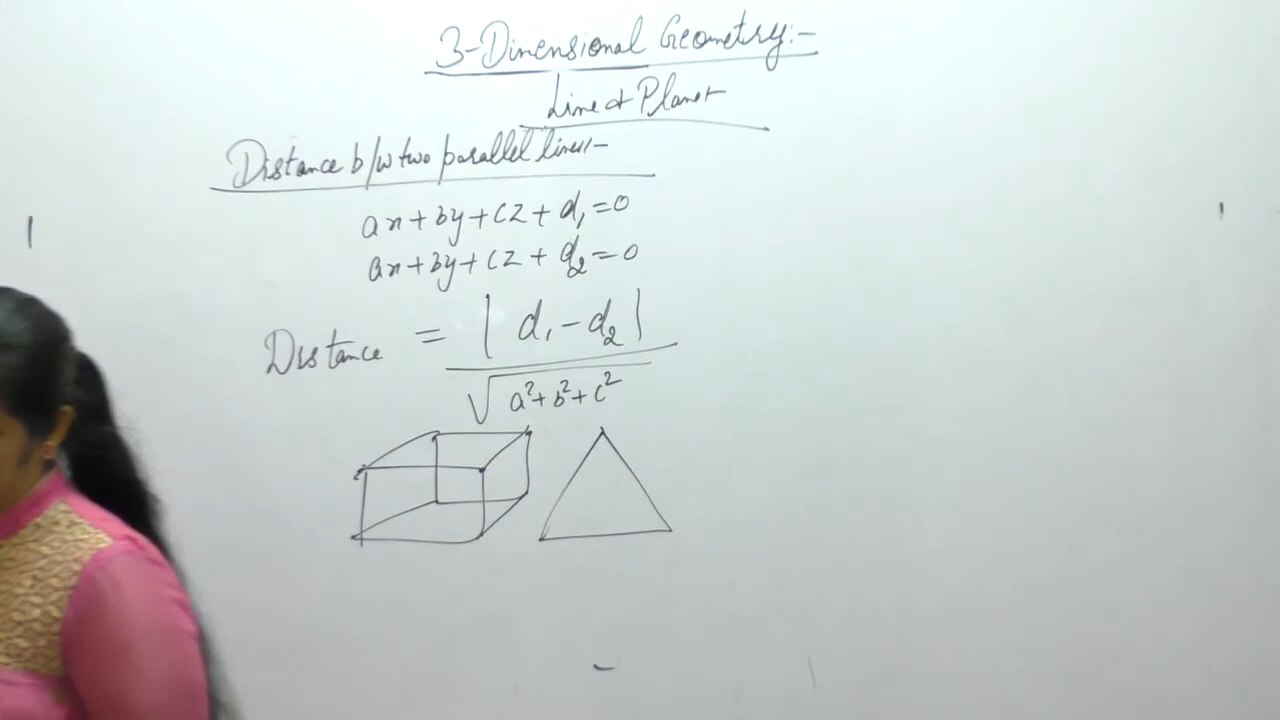 3-Dimensional Geometry:-
Line & Planer
Distance b/w two parallel lines:-
ax+by+cz+d₁=0
ax+by+cz+d₂=0
Distance = |d₁-d₂|
√a²+b²+c²